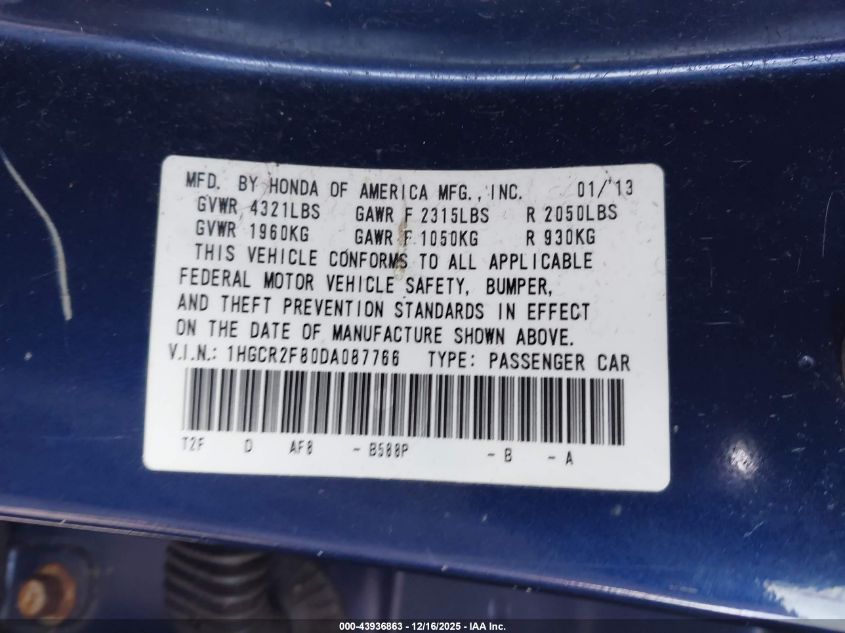 MFD. BY HONDA OF AMERICA MFG., INC. 01/'13
GVWR 4321LBS GAWR F 2315LBS R 2050LBS
GVWR 1960KG GAWR F 1050KG R 930KG
THIS VEHICLE CONFORMS TO ALL APPLICABLE
FEDERAL MOTOR VEHICLE SAFETY, BUMPER,
AND THEFT PREVENTION STANDARDS IN EFFECT
ON THE DATE OF MANUFACTURE SHOWN ABOVE.
V.I.N.: 1HGCR2F80DA087766 TYPE: PASSENGER CAR
T2F D AF8 - B588P - B - A
000-43936863 - 12/16/2025 - IAA Inc.